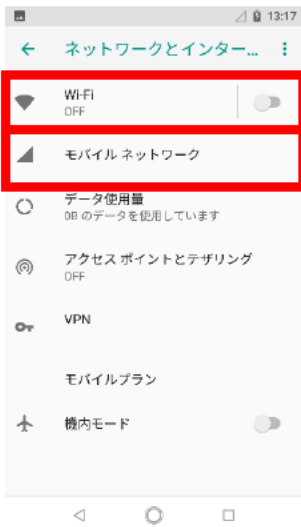 13:17
ネットワークとインター...
Wi-Fi
OFF
モバイル ネットワーク
データ使用量
0B のデータを使用しています
アクセス ポイントとテザリング
OFF
VPN
モバイルプラン
機内モード